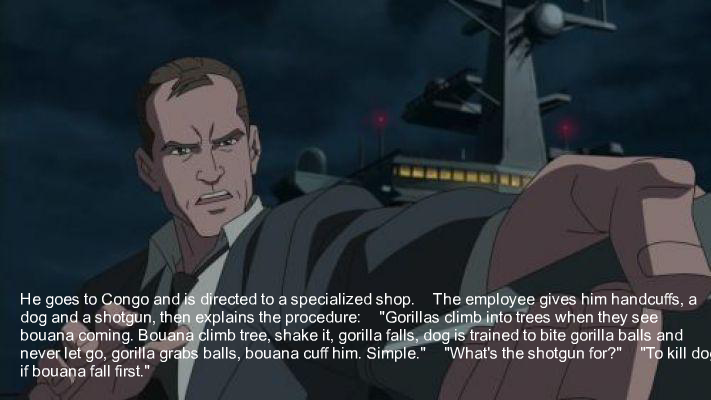 He goes to Congo and is directed to a specialized shop.    The employee gives him handcuffs, a
dog and a shotgun, then explains the procedure:    "Gorillas climb into trees when they see
bouana coming. Bouana climb tree, shake it, gorilla falls, dog is trained to bite gorilla balls and
never let go, gorilla grabs balls, bouana cuff him. Simple."    "What's the shotgun for?"    "To kill dog
if bouana fall first."